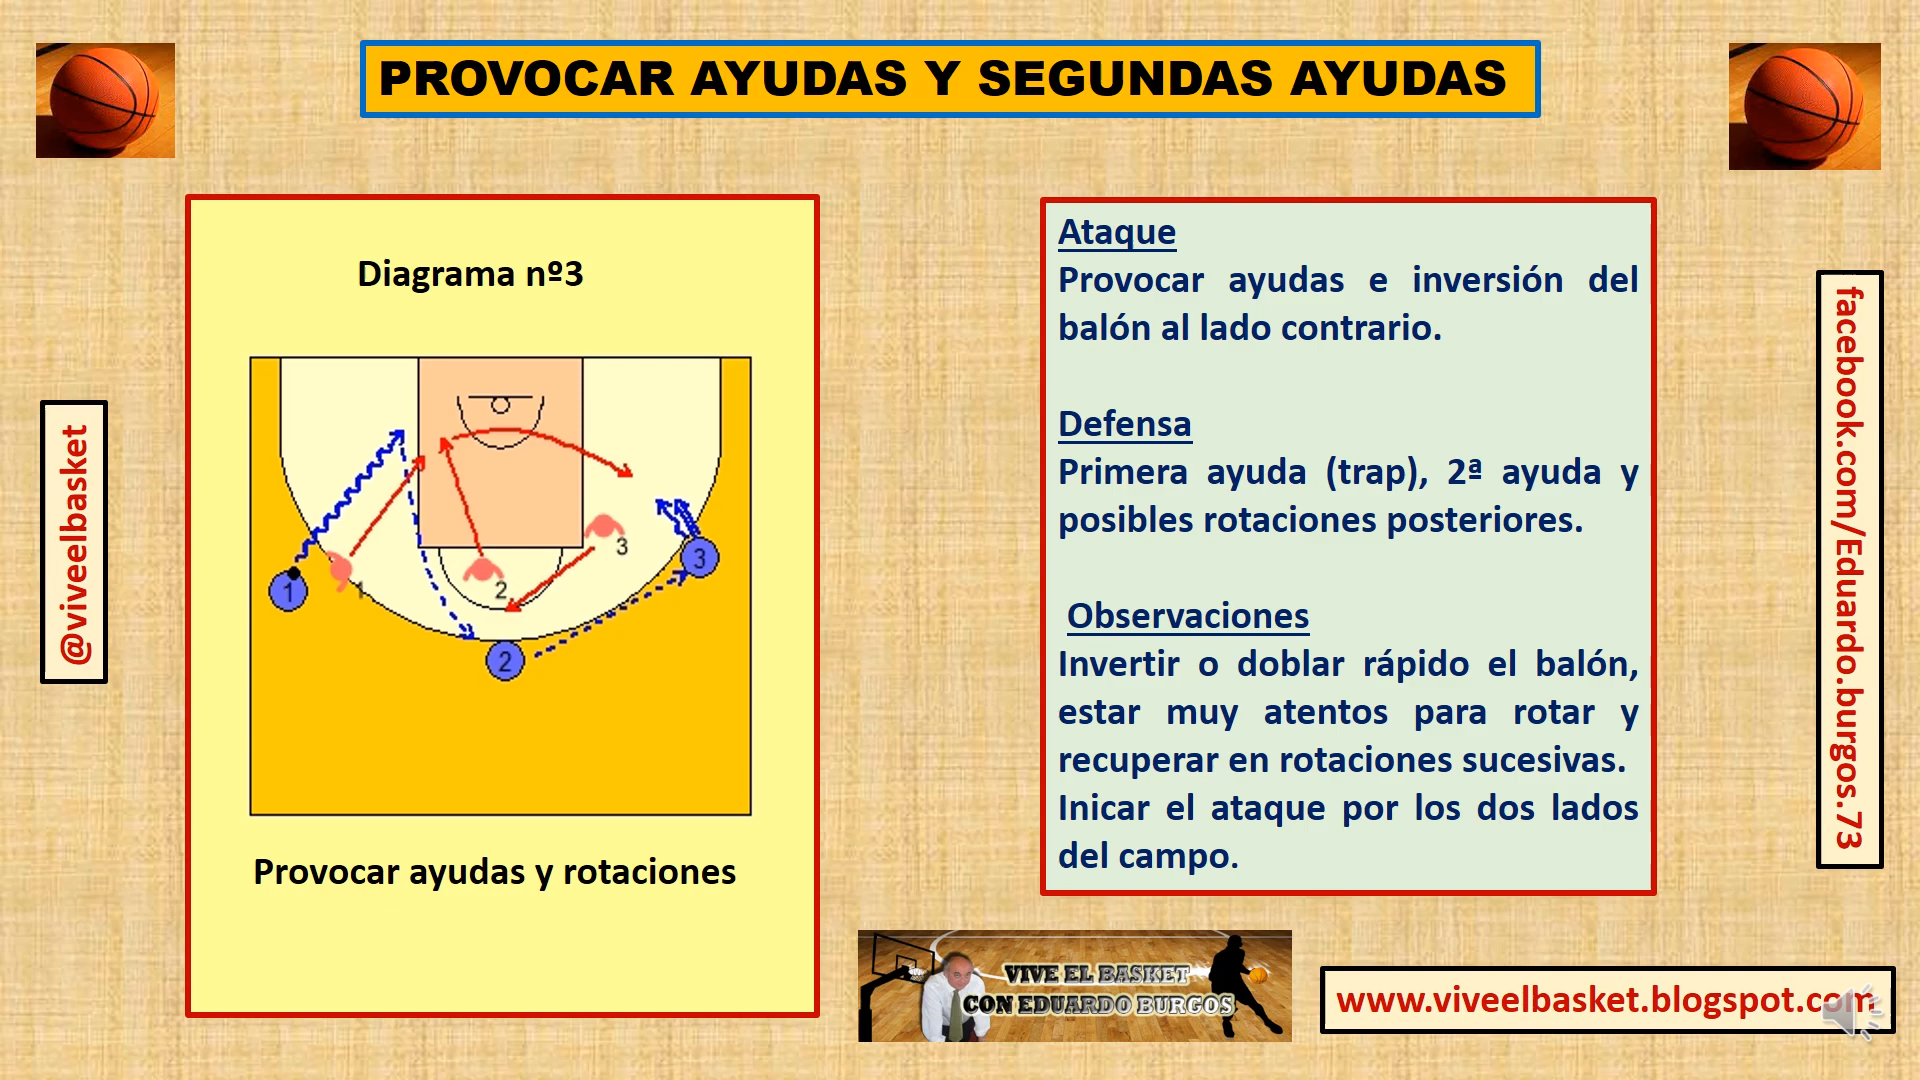 PROVOCAR AYUDAS Y SEGUNDAS AYUDAS
@viveelbasket
Diagrama nº3
1
1
2
3
3
2
Provocar ayudas y rotaciones
Ataque
Provocar ayudas e inversión del
balón al lado contrario.
Defensa
Primera ayuda (trap), 2ª ayuda y
posibles rotaciones posteriores.
Observaciones
Invertir o doblar rápido el balón,
estar muy atentos para rotar y
recuperar en rotaciones sucesivas.
Inicar el ataque por los dos lados
del campo.
facebook.com/Eduardo.burgos.73
VIVE EL BASKET
CON EDUARDO BURGOS
www.viveelbasket.blogspot.com